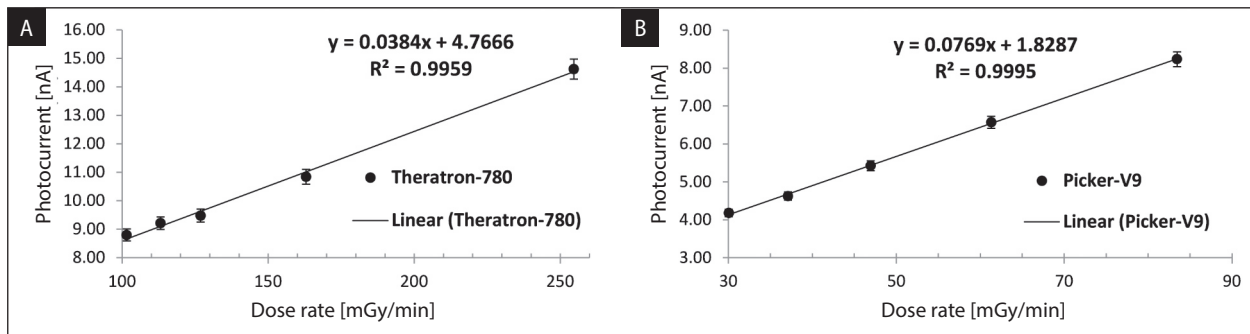 A
y = 0.0384x + 4.7666
R² = 0.9959
Photocurrent [nA]
16.00
15.00
14.00
13.00
12.00
11.00
10.00
9.00
8.00
Theratron-780
Linear (Theratron-780)
100 150 200 250
Dose rate [mGy/min]
B
y = 0.0769x + 1.8287
R² = 0.9995
Photocurrent [nA]
9.00
8.00
7.00
6.00
5.00
4.00
3.00
Picker-V9
Linear (Picker-V9)
30 50 70 90
Dose rate [mGy/min]